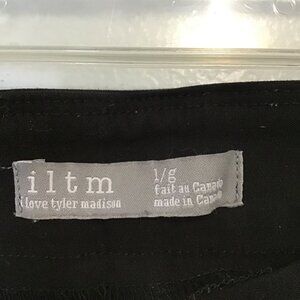 iltm
love tyler madison
l/g
fait au Canada
made in Canada